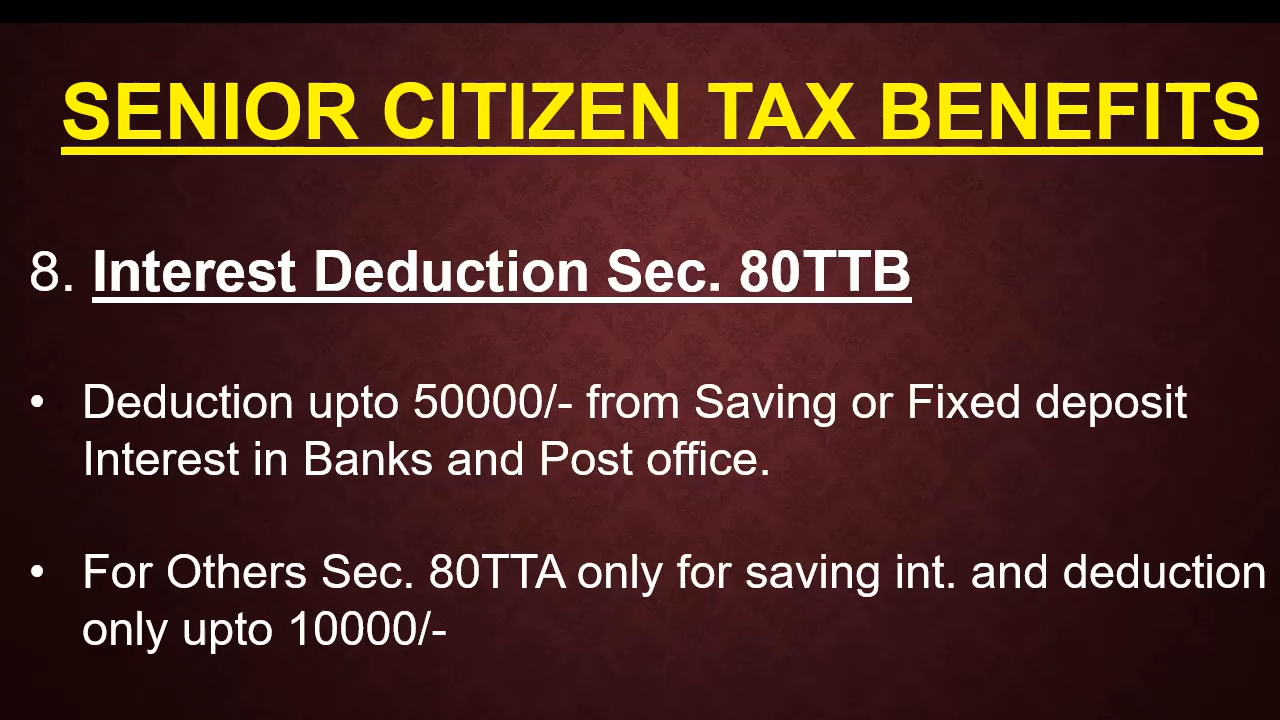 SENIOR CITIZEN TAX BENEFITS
8. Interest Deduction Sec. 80TTB
• Deduction upto 50000/- from Saving or Fixed deposit
Interest in Banks and Post office.
• For Others Sec. 80TTA only for saving int. and deduction
only upto 10000/-